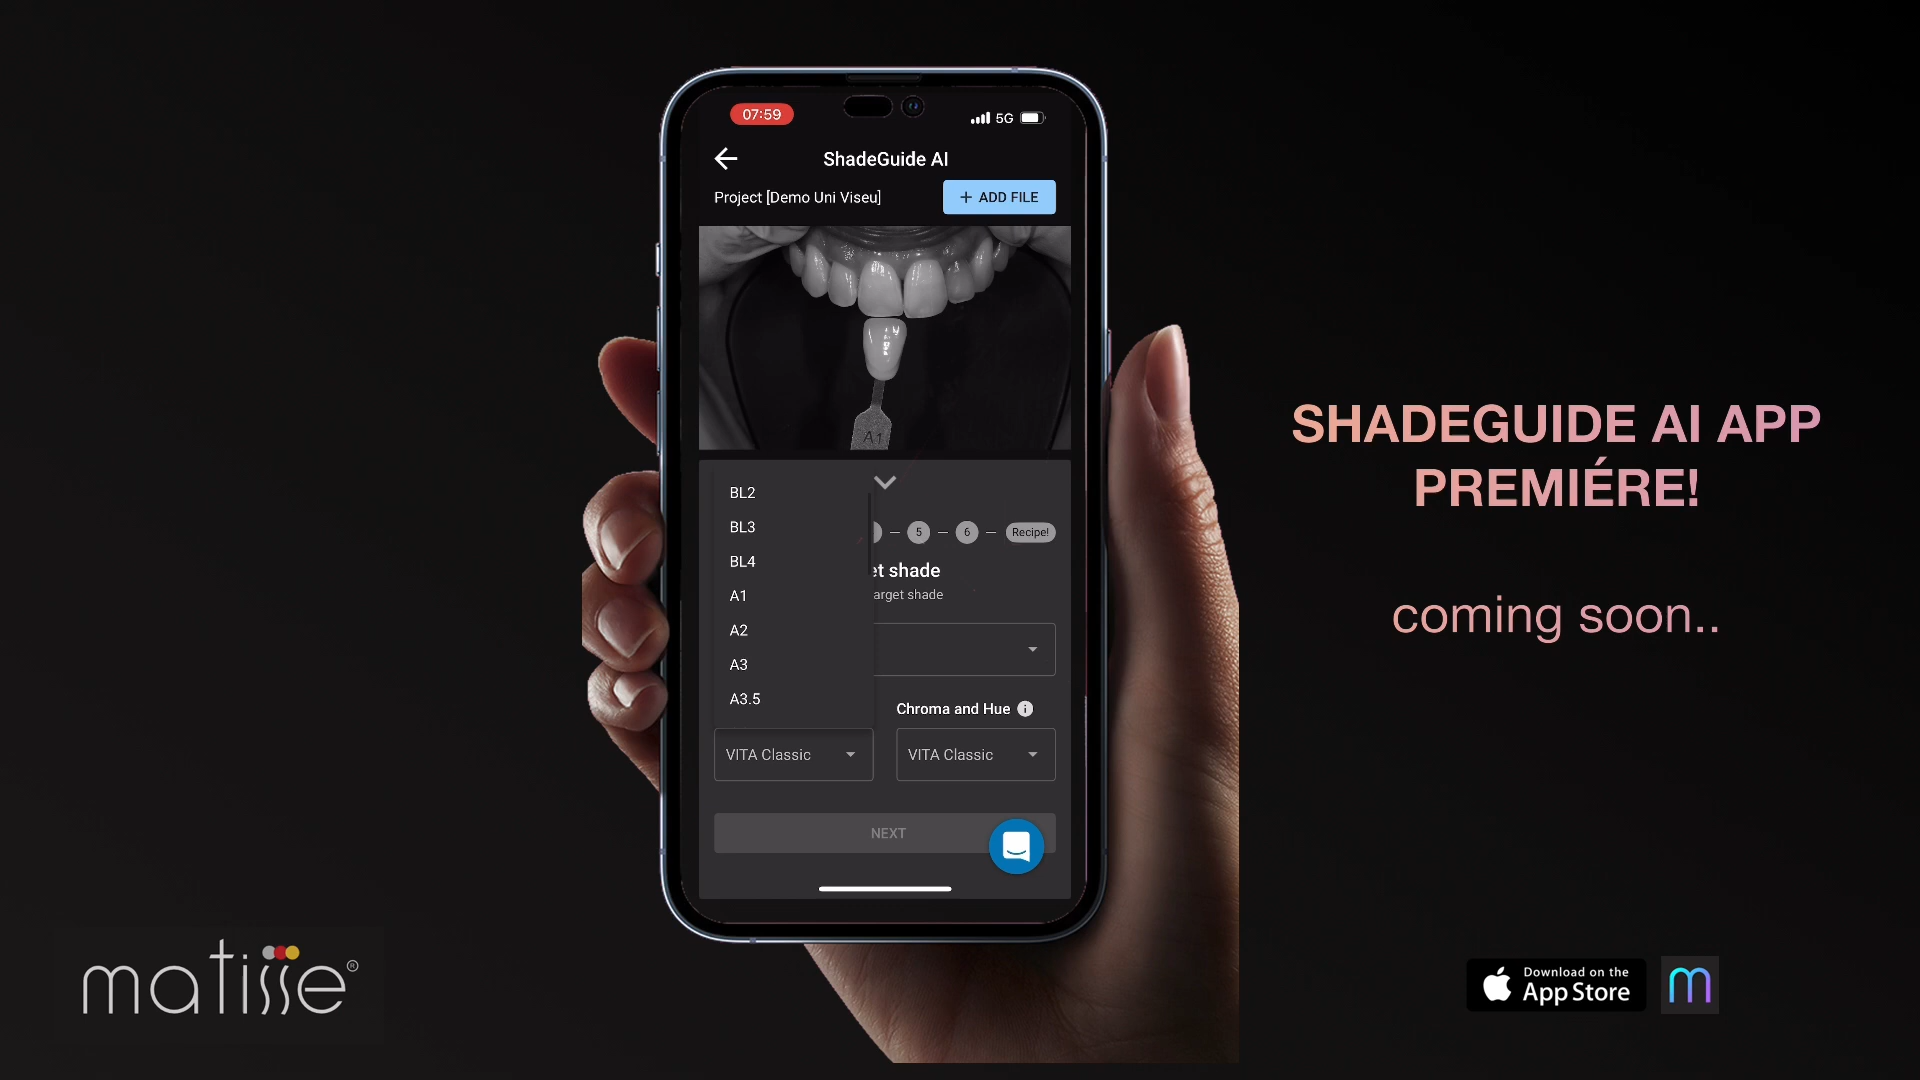 07:59
5G
ShadeGuide AI
Project [Demo Uni Viseu]
+ ADD FILE
A1
BL2
BL3
BL4
A1
A2
A3
A3.5
5
6
Recipe!
et shade
arget shade
Chroma and Hue
VITA Classic
VITA Classic
NEXT
SHADEGUIDE AI APP
PREMIÉRE!
coming soon..
matisse®
Download on the
App Store
m